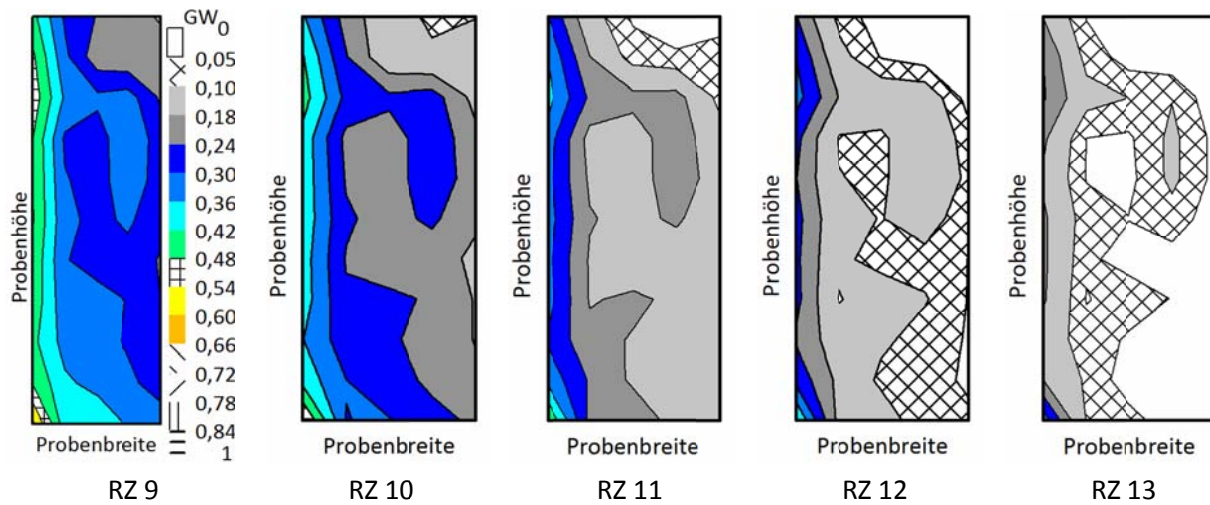 GW
0
0,05
0,10
0,18
0,24
0,30
0,36
0,42
0,48
0,54
0,60
0,66
0,72
0,78
0,84
1
Probenhöhe
Probenhöhe
Probenhöhe
Probenhöhe
Probenhöhe
Probenbreite
Probenbreite
Probenbreite
Probenbreite
Probenbreite
RZ 9
RZ 10
RZ 11
RZ 12
RZ 13